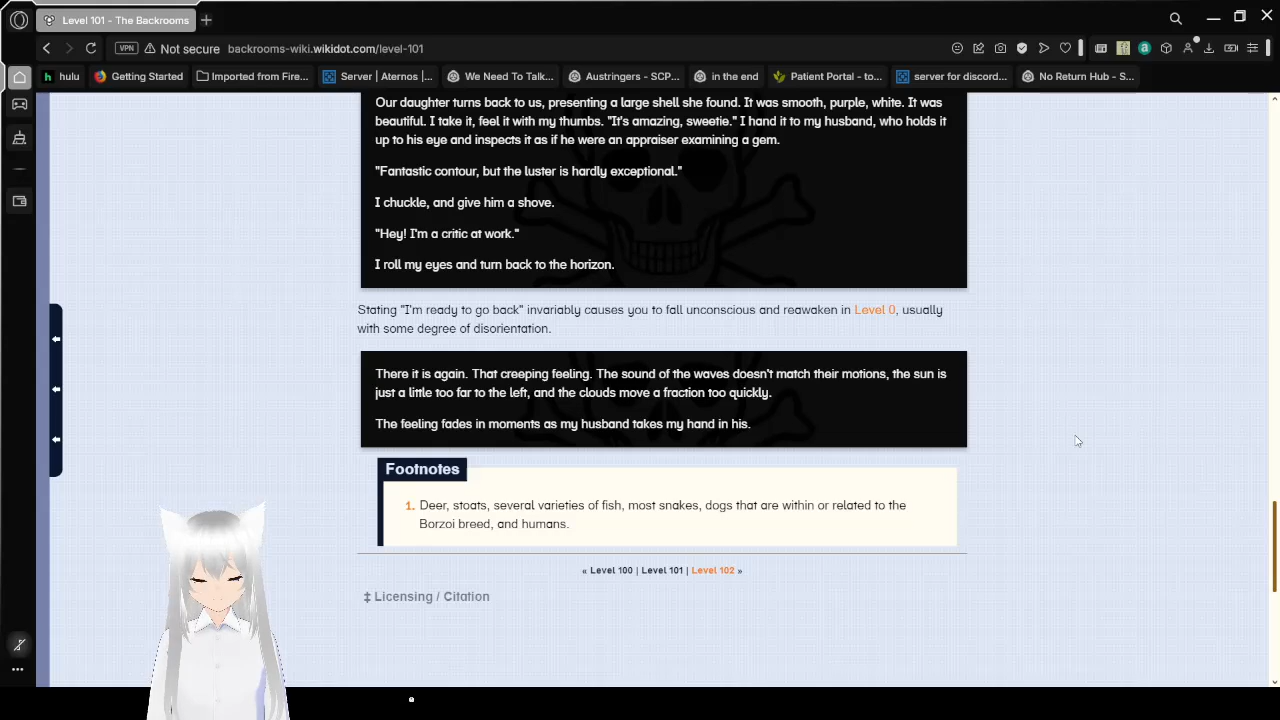 Level 101 - The Backrooms
VPN Not secure backrooms-wiki.wikidot.com/level-101
hulu Getting Started Imported from Fire... Server | Aternos |... We Need To Talk... Austringers - SCP... in the end Patient Portal - to... server for discord... No Return Hub - S...
Our daughter turns back to us, presenting a large shell she found. It was smooth, purple, white. It was
beautiful. I take it, feel it with my thumbs. "It's amazing, sweetie." I hand it to my husband, who holds it
up to his eye and inspects it as if he were an appraiser examining a gem.
"Fantastic contour, but the luster is hardly exceptional."
I chuckle, and give him a shove.
"Hey! I'm a critic at work."
I roll my eyes and turn back to the horizon.
Stating "I'm ready to go back" invariably causes you to fall unconscious and reawaken in Level 0, usually
with some degree of disorientation.
There it is again. That creeping feeling. The sound of the waves doesn't match their motions, the sun is
just a little too far to the left, and the clouds move a fraction too quickly.
The feeling fades in moments as my husband takes my hand in his.
Footnotes
1. Deer, stoats, several varieties of fish, most snakes, dogs that are within or related to the
Borzoi breed, and humans.
« Level 100 | Level 101 | Level 102 »
‡ Licensing / Citation